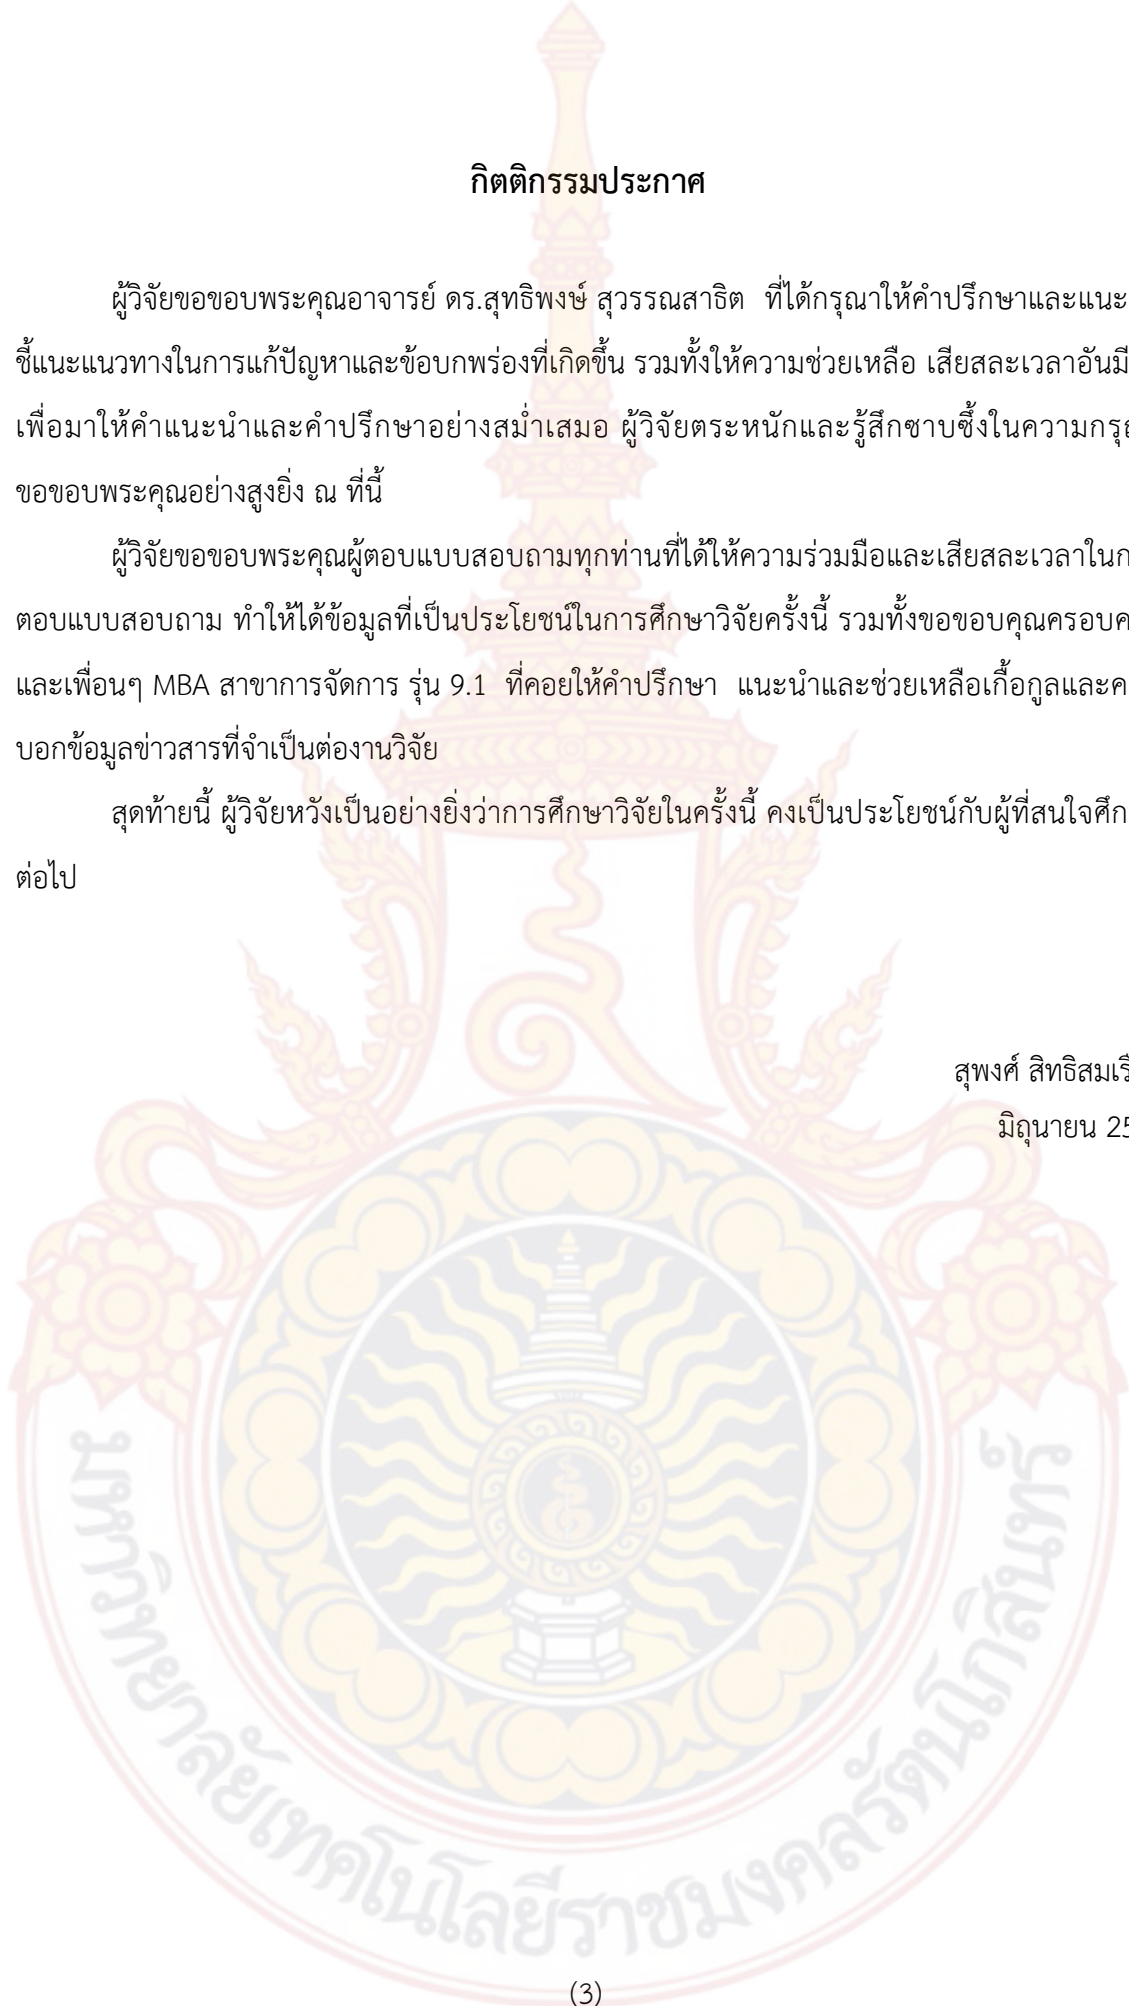 กิตติกรรมประกาศ
ผู้วิจัยขอขอบพระคุณอาจารย์ ดร.สุทธิพงษ์ สุวรรณสาธิต ที่ได้กรุณาให้คำปรึกษาและแนะ
ชี้แนะแนวทางในการแก้ปัญหาและข้อบกพร่องที่เกิดขึ้น รวมทั้งให้ความช่วยเหลือ เสียสละเวลาอันมี
เพื่อมาให้คำแนะนำและคำปรึกษาอย่างสม่ำเสมอ ผู้วิจัยตระหนักและรู้สึกซาบซึ้งในความ
ขอขอบพระคุณอย่างสูงยิ่ง ณ ที่นี้
ผู้วิจัยขอขอบพระคุณผู้ตอบแบบสอบถามทุกท่านที่ได้ให้ความร่วมมือและเสียสละเวลาใน
ตอบแบบสอบถาม ทำให้ได้ข้อมูลที่เป็นประโยชน์ในการศึกษาวิจัยครั้งนี้ รวมทั้งขอขอบคุณ
และเพื่อนๆ MBA สาขาการจัดการ รุ่น 9.1 ที่คอยให้คำปรึกษา แนะนำและช่วยเหลือเกื้อกูลและ
บอกข้อมูลข่าวสารที่จำเป็นต่องานวิจัย
สุดท้ายนี้ ผู้วิจัยหวังเป็นอย่างยิ่งว่าการศึกษาวิจัยในครั้งนี้ คงเป็นประโยชน์กับผู้ที่สนใจ
ต่อไป
สุพงศ์
มิถุนายน
มหาวิทยาลัยเทคโนโลยีราชมงคลรัตนโกสินทร์
(3)